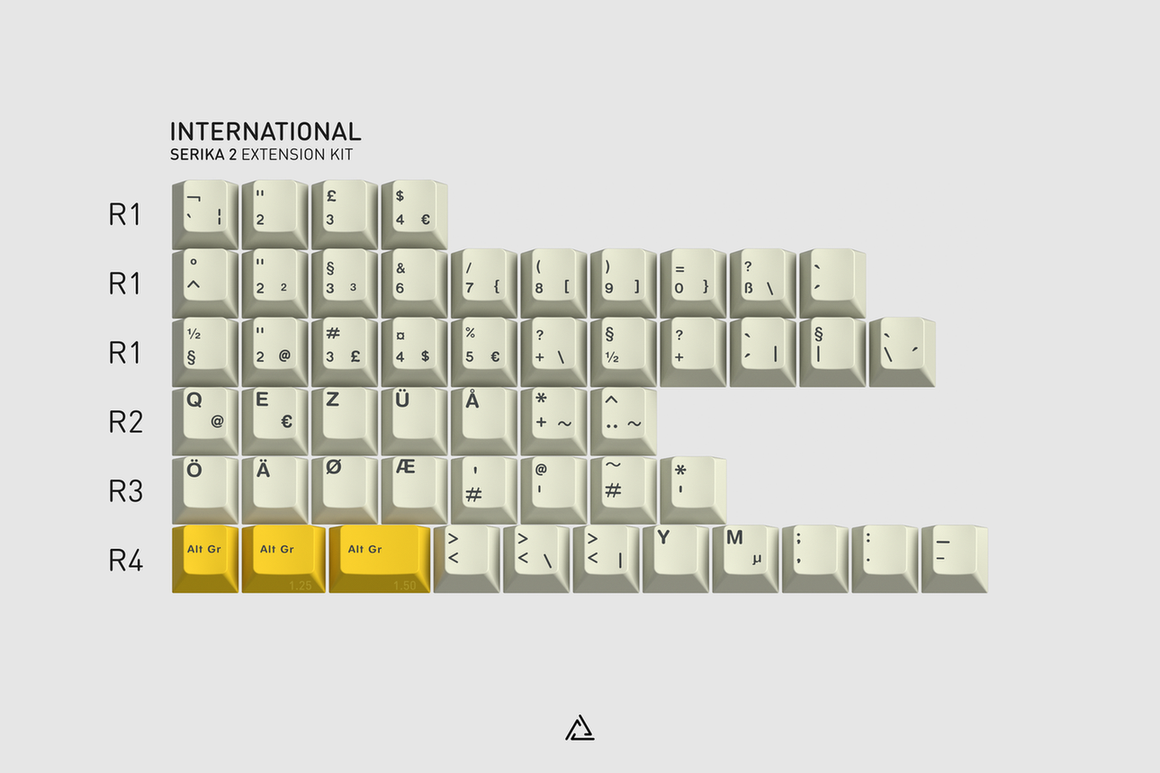 INTERNATIONAL
SERIKA 2 EXTENSION KIT
R1
¬ ` ¦
" 2
£ 3
$ 4 €
R1
° ^
" 2 2
§ 3 3
& 6
/ 7 {
( 8 [
) 9 ]
= 0 }
? ß \
` ´
R1
½ §
" 2 @
# 3 £
¤ 4 $
% 5 €
? + \
§ ½
? +
` ´ |
§ |
` \ ´
R2
Q @
E €
Z
Ü
Å
* + ~
^ ¨ ~
R3
Ö
Ä
Ø
Æ
' #
@ '
~ #
* '
R4
Alt Gr
Alt Gr 1.25
Alt Gr 1.50
> <
> < \
> < |
Y
M µ
; ,
: .
_ -